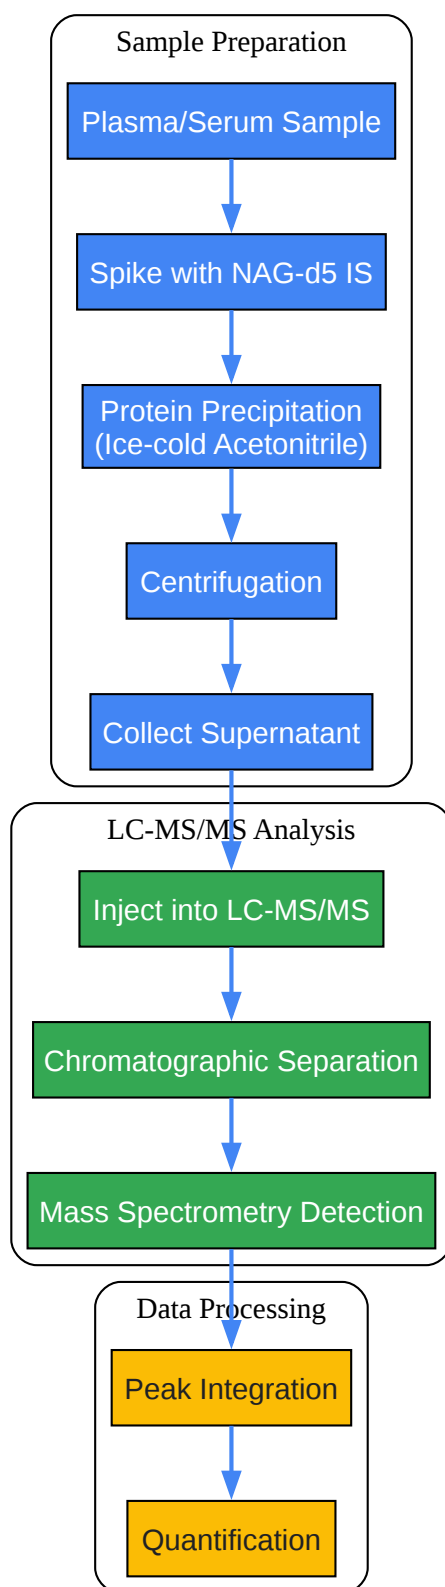 Sample Preparation
Plasma/Serum Sample
Spike with NAG-d5 IS
Protein Precipitation
(Ice-cold Acetonitrile)
Centrifugation
Collect Supernatant
LC-MS/MS Analysis
Inject into LC-MS/MS
Chromatographic Separation
Mass Spectrometry Detection
Data Processing
Peak Integration
Quantification